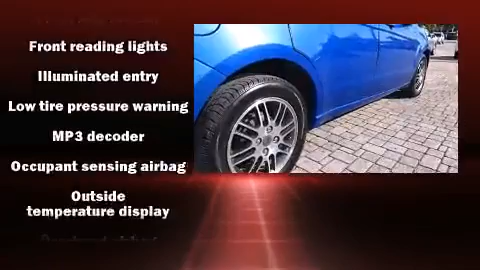 Front reading lights
Illuminated entry
Low tire pressure warning
MP3 decoder
Occupant sensing airbag
Outside
temperature display